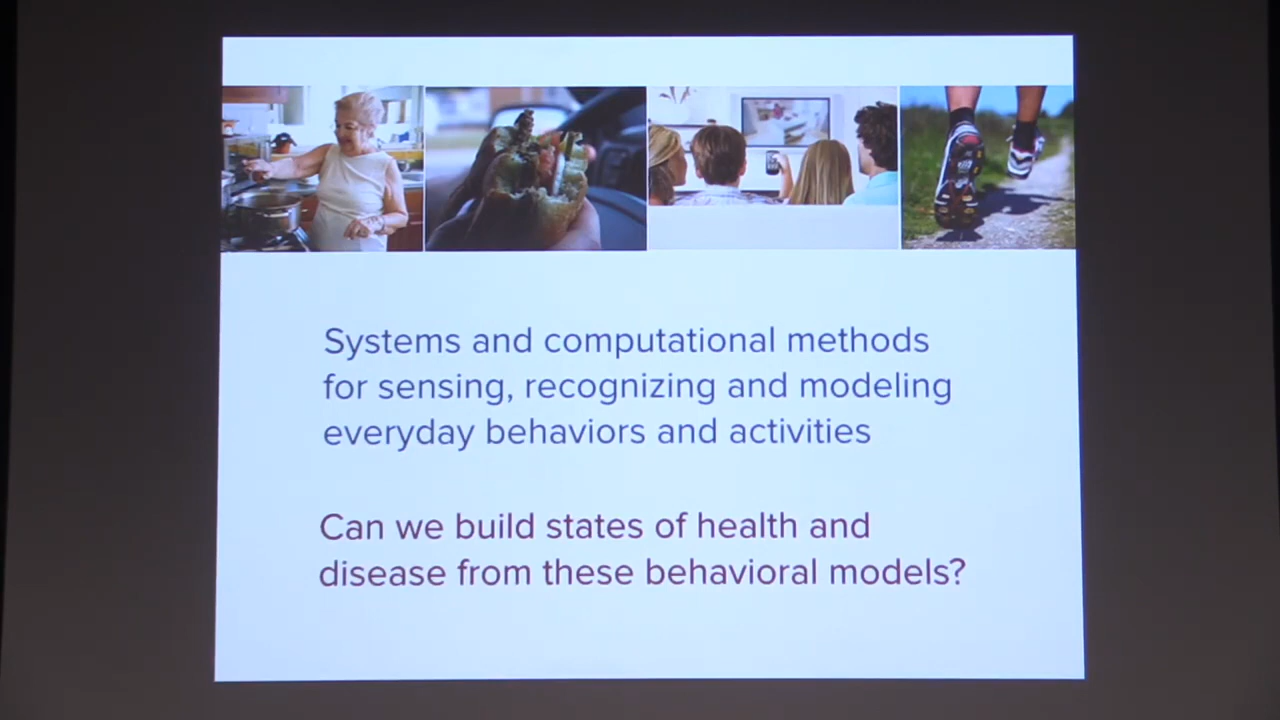 Systems and computational methods
for sensing, recognizing and modeling
everyday behaviors and activities
Can we build states of health and
disease from these behavioral models?